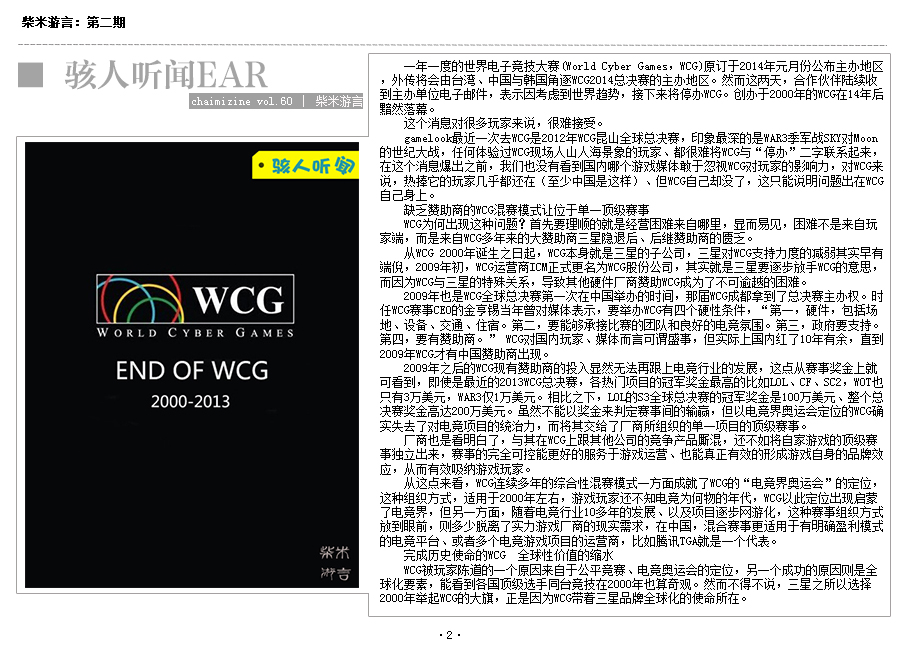 柴米游言：第二期
骇人听闻EAR
chaimizine vol.60 | 柴米游言
骇人听闻
WCG
WORLD CYBER GAMES
END OF WCG
2000-2013
柴米
游言
一年一度的世界电子竞技大赛(World Cyber Games，WCG)原订于2014年元月份公布主办地区
，外传将会由台湾、中国与韩国角逐WCG2014总决赛的主办地区。然而这两天，合作伙伴陆续收
到主办单位电子邮件，表示因考虑到世界趋势，接下来将停办WCG。创办于2000年的WCG在14年后
黯然落幕。
这个消息对很多玩家来说，很难接受。
gamelook最近一次去WCG是2012年WCG昆山全球总决赛，印象最深的是WAR3季军战SKY对Moon
的世纪大战，任何体验过WCG现场人山人海景象的玩家、都很难将WCG与“停办”二字联系起来，
在这个消息爆出之前，我们也没有看到国内哪个游戏媒体敢于忽视WCG对玩家的影响力，对WCG来
说，热捧它的玩家几乎都还在（至少中国是这样）、但WCG自己却没了，这只能说明问题出在WCG
自己身上。
缺乏赞助商的WCG混赛模式让位于单一顶级赛事
WCG为何出现这种问题？首先要理顺的就是经营困难来自哪里，显而易见，困难不是来自玩
家端，而是来自WCG多年来的大赞助商三星隐退后、后继赞助商的匮乏。
从WCG 2000年诞生之日起，WCG本身就是三星的子公司，三星对WCG支持力度的减弱其实早有
端倪，2009年初，WCG运营商ICM正式更名为WCG股份公司，其实就是三星要逐步放手WCG的意思，
而因为WCG与三星的特殊关系，导致其他硬件厂商赞助WCG成为了不可逾越的困难。
2009年也是WCG全球总决赛第一次在中国举办的时间，那届WCG成都拿到了总决赛主办权。时
任WCG赛事CEO的金亨锡当年曾对媒体表示，要举办WCG有四个硬性条件，“第一，硬件，包括场
地、设备、交通、住宿。第二，要能够承接比赛的团队和良好的电竞氛围。第三，政府要支持。
第四，要有赞助商。” WCG对国内玩家、媒体而言可谓盛事，但实际上国内红了10年有余，直到
2009年WCG才有中国赞助商出现。
2009年之后的WCG现有赞助商的投入显然无法再跟上电竞行业的发展，这点从赛事奖金上就
可看到，即使是最近的2013WCG总决赛，各热门项目的冠军奖金最高的比如LOL、CF、SC2，WOT也
只有3万美元，WAR3仅1万美元。相比之下，LOL的S3全球总决赛的冠军奖金是100万美元、整个总
决赛奖金高达200万美元。虽然不能以奖金来判定赛事间的输赢，但以电竞界奥运会定位的WCG确
实失去了对电竞项目的统治力，而将其交给了厂商所组织的单一项目的顶级赛事。
厂商也是看明白了，与其在WCG上跟其他公司的竞争产品厮混，还不如将自家游戏的顶级赛
事独立出来，赛事的完全可控能更好的服务于游戏运营、也能真正有效的形成游戏自身的品牌效
应，从而有效吸纳游戏玩家。
从这点来看，WCG连续多年的综合性混赛模式一方面成就了WCG的“电竞界奥运会”的定位，
这种组织方式，适用于2000年左右，游戏玩家还不知电竞为何物的年代，WCG以此定位出现启蒙
了电竞界，但另一方面，随着电竞行业10多年的发展、以及项目逐步网游化，这种赛事组织方式
放到眼前，则多少脱离了实力游戏厂商的现实需求，在中国，混合赛事更适用于有明确盈利模式
的电竞平台、或者多个电竞游戏项目的运营商，比如腾讯TGA就是一个代表。
完成历史使命的WCG 全球性价值的缩水
WCG被玩家陈道的一个原因来自于公平竞赛、电竞奥运会的定位，另一个成功的原因则是全
球化要素，能看到各国顶级选手同台竞技在2000年也算奇观。然而不得不说，三星之所以选择
2000年举起WCG的大旗，正是因为WCG带着三星品牌全球化的使命所在。
·2·